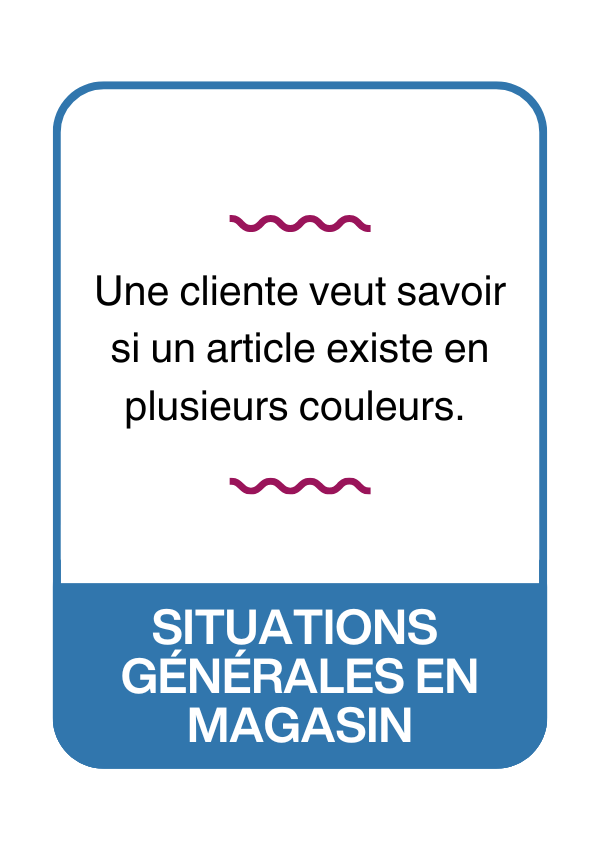 Une cliente veut savoir
si un article existe en
plusieurs couleurs.
SITUATIONS
GÉNÉRALES EN
MAGASIN